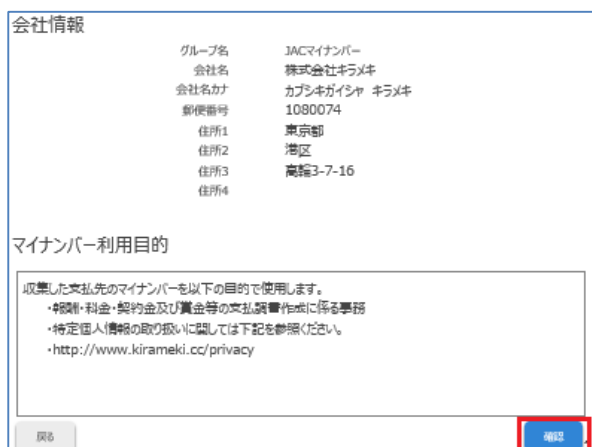 会社情報
グループ名 JACマイナンバー
会社名 株式会社キラメキ
会社名カナ カブシキガイシャ キラメキ
郵便番号 1080074
住所1 東京都
住所2 港区
住所3 高輪3-7-16
住所4
マイナンバー利用目的
収集した支払先のマイナンバーを以下の目的で使用します。
・報酬・料金・契約金及び賞金等の支払調書作成に係る事務
・特定個人情報の取り扱いに関しては下記を参照ください。
・http://www.kirameki.cc/privacy
戻る 確認